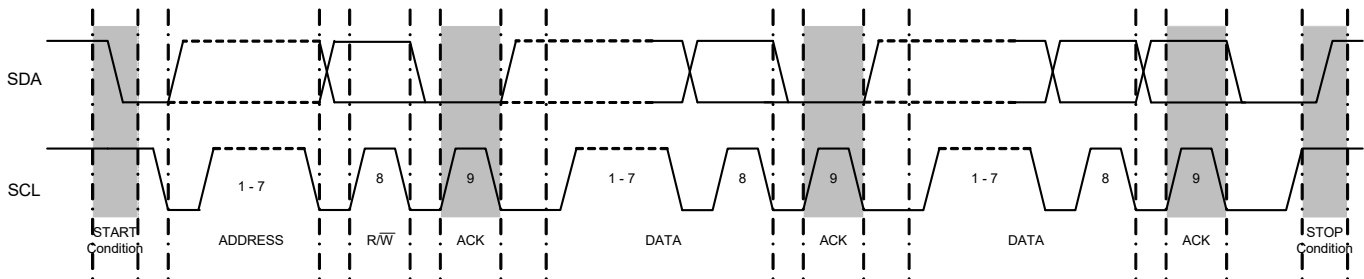 SDA
SCL
1 - 7
8
9
1 - 7
8
9
1 - 7
8
9
START
Condition
ADDRESS
R/W̅
ACK
DATA
ACK
DATA
ACK
STOP
Condition